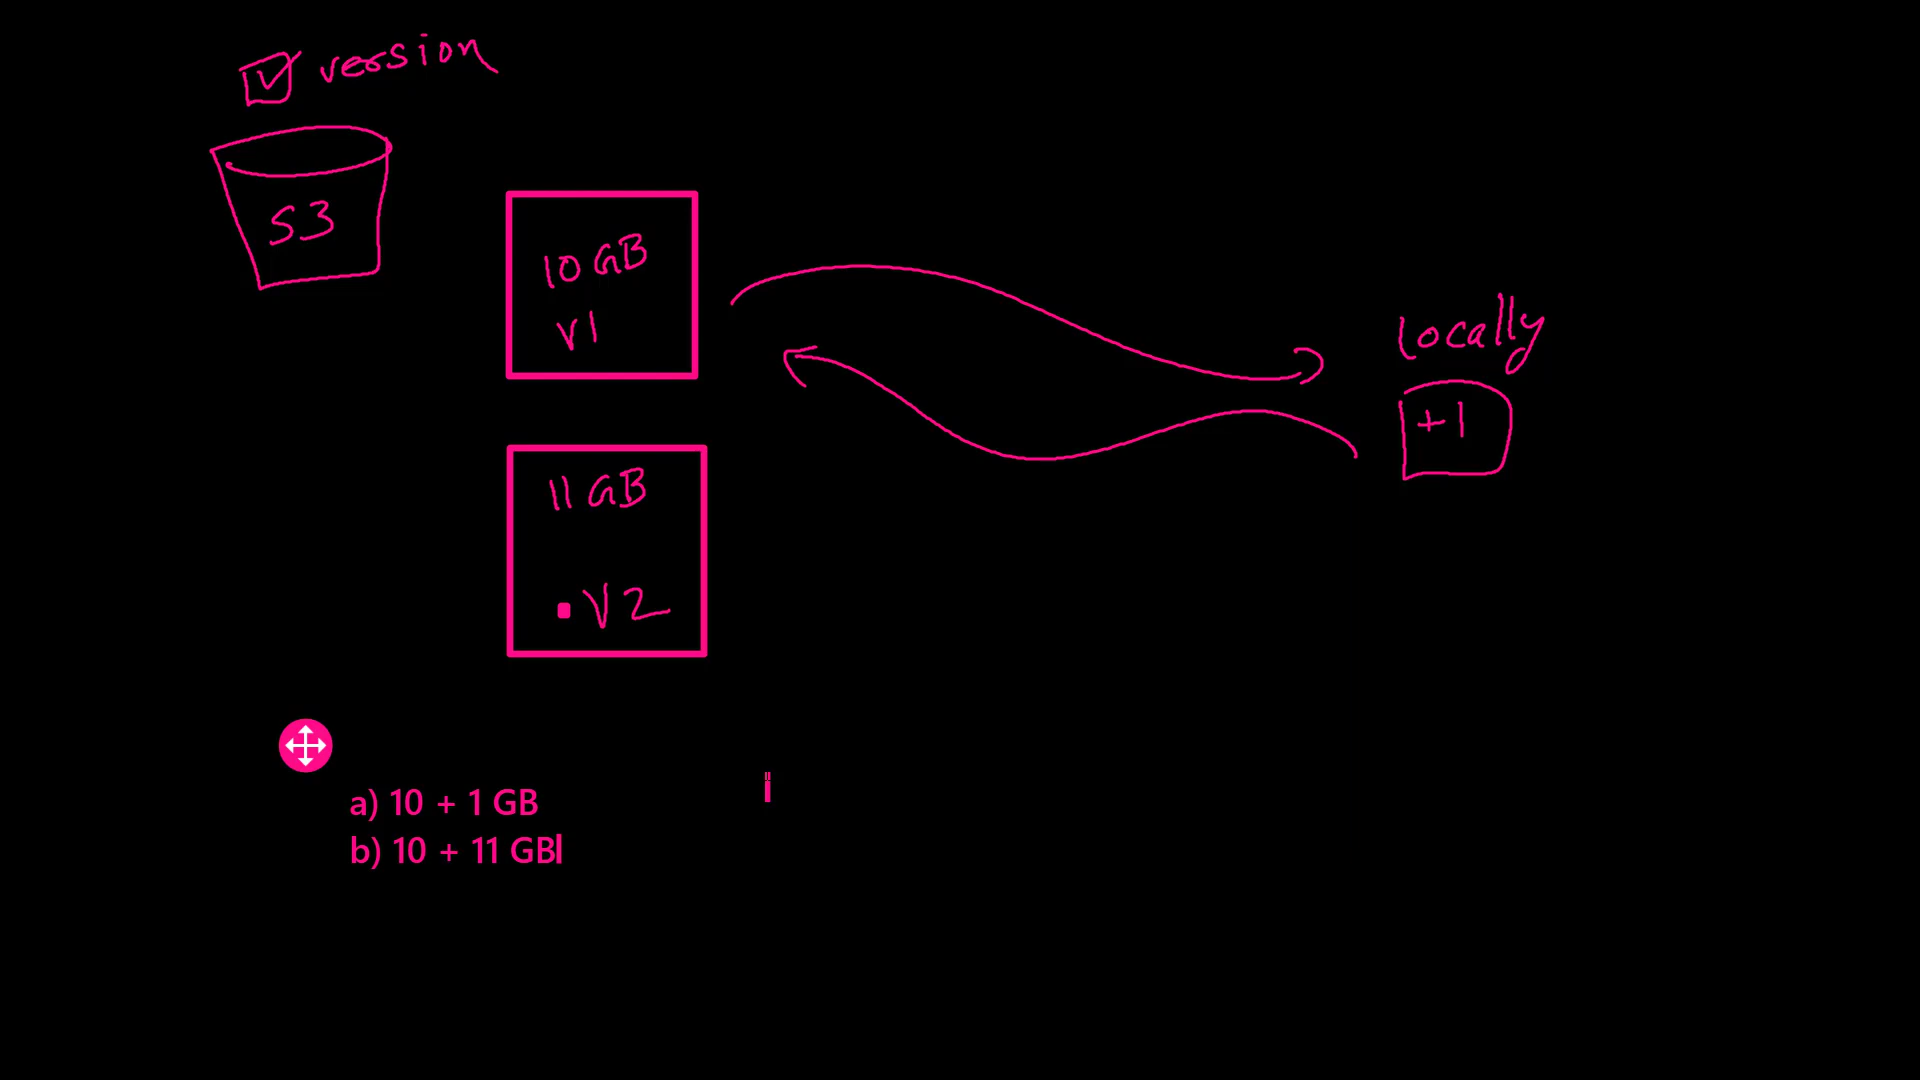 version
S3
10 GB
v1
locally
+1
11 GB
V2
a) 10 + 1 GB
b) 10 + 11 GB